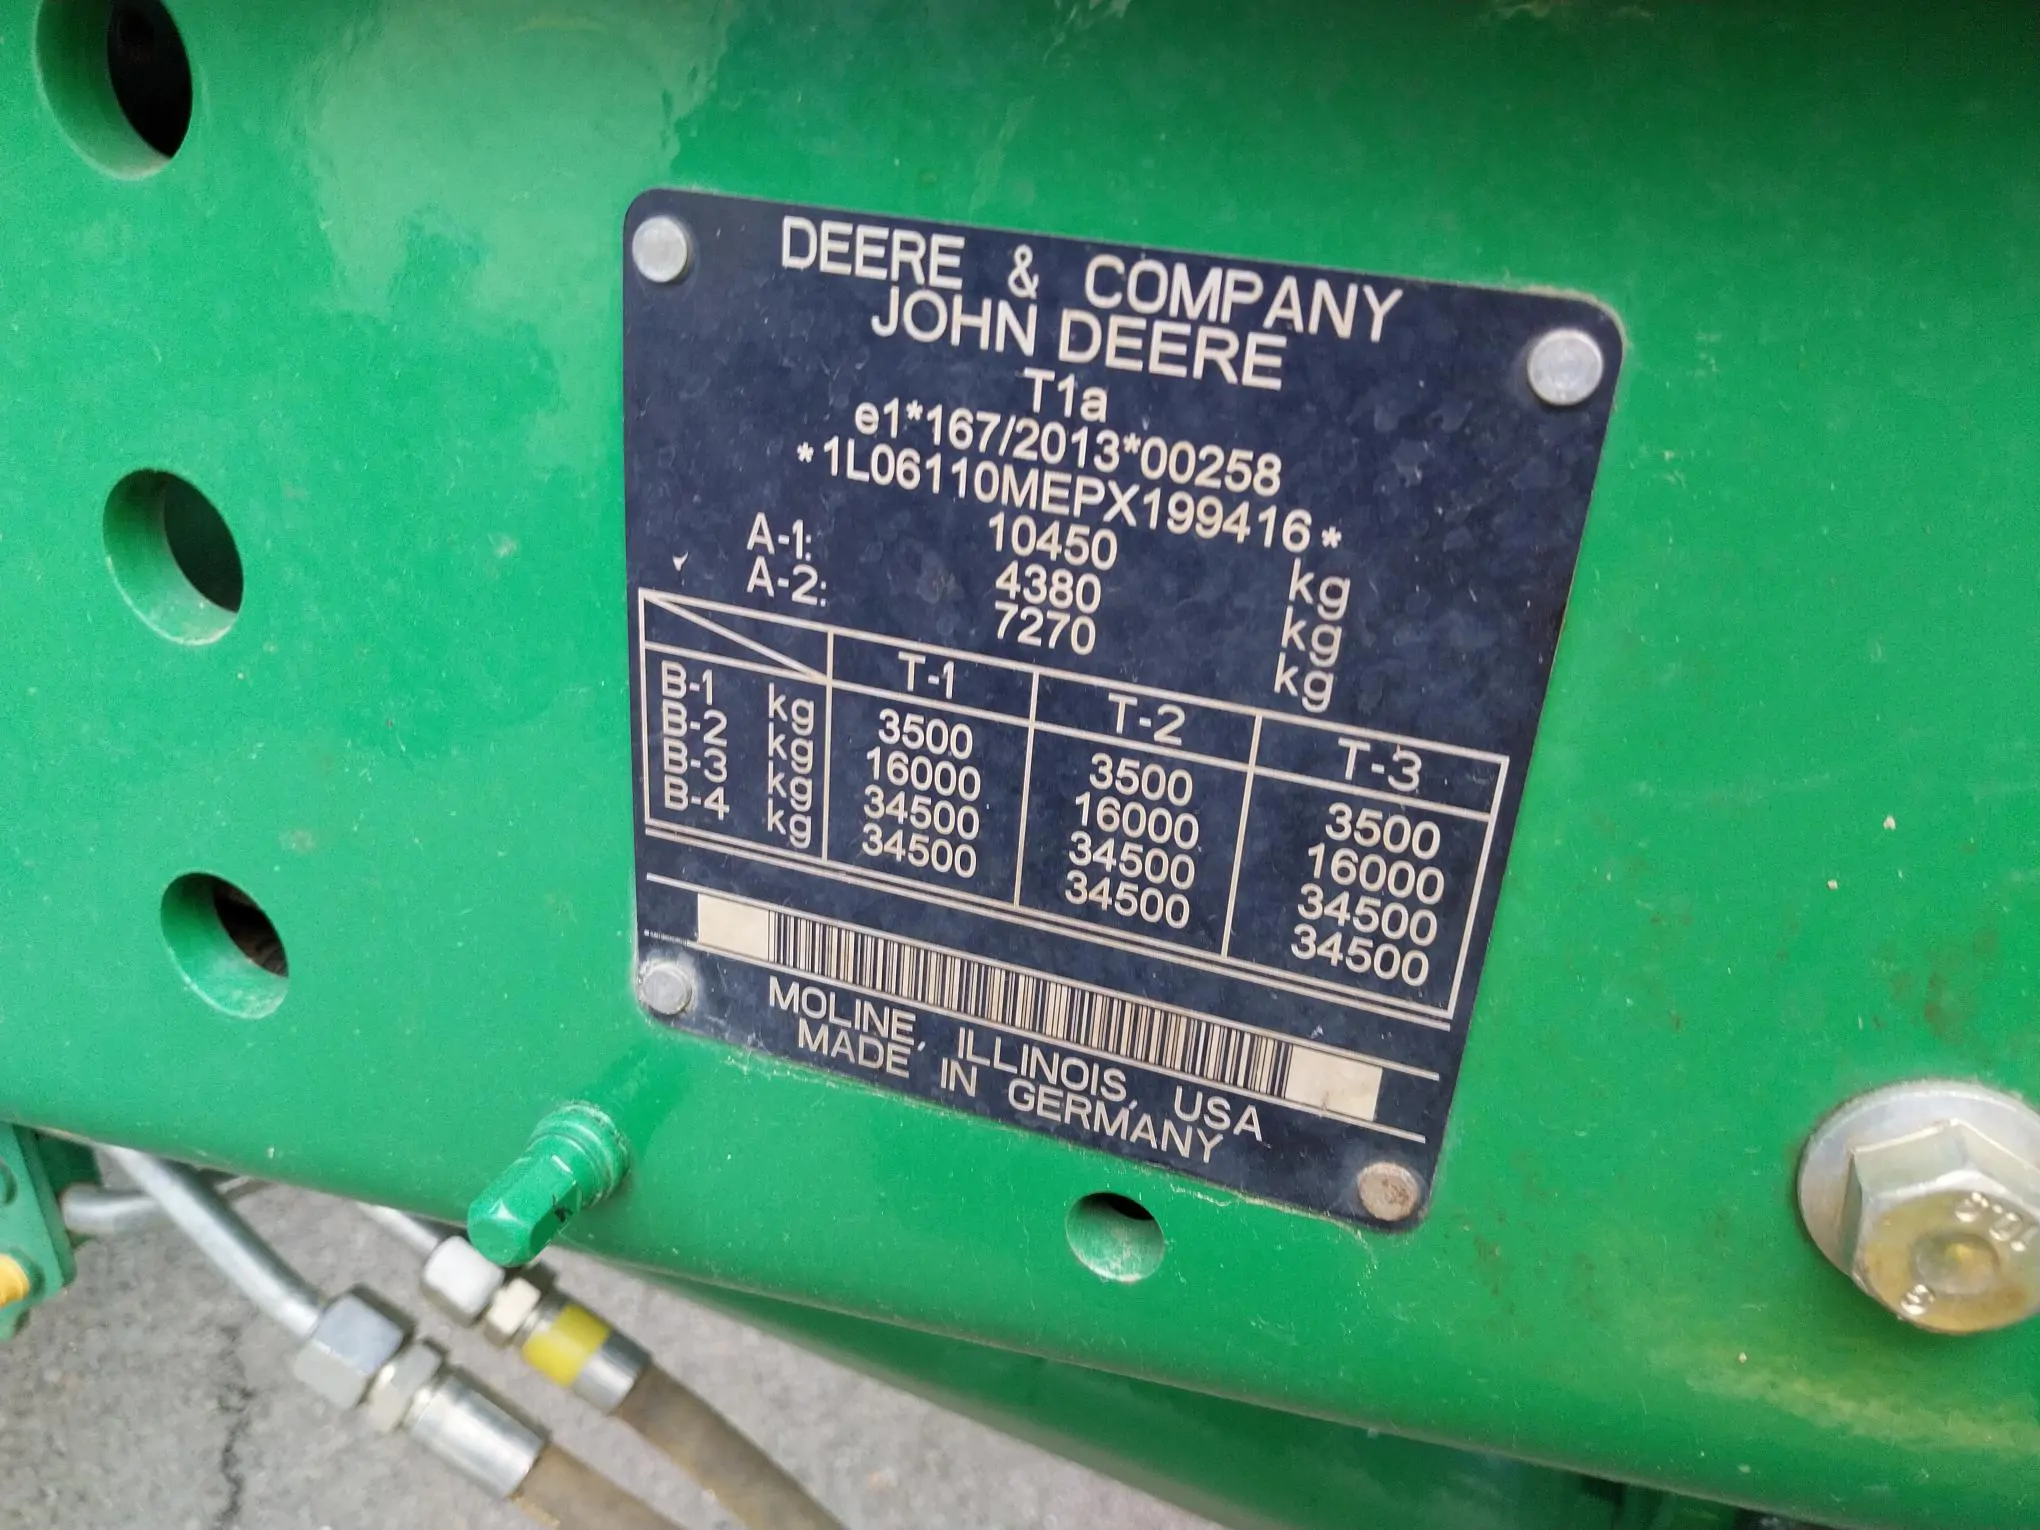 DEERE & COMPANY
JOHN DEERE
T1a
e1*167/2013*00258
*1L06110MEPX199416*
10450 kg
A-1: 4380 kg
A-2: 7270 kg
T-1 T-2 T-3
B-1 kg 3500 3500 3500
B-2 kg 16000 16000 16000
B-3 kg 34500 34500 34500
B-4 kg 34500 34500 34500
MOLINE, ILLINOIS, USA
MADE IN GERMANY